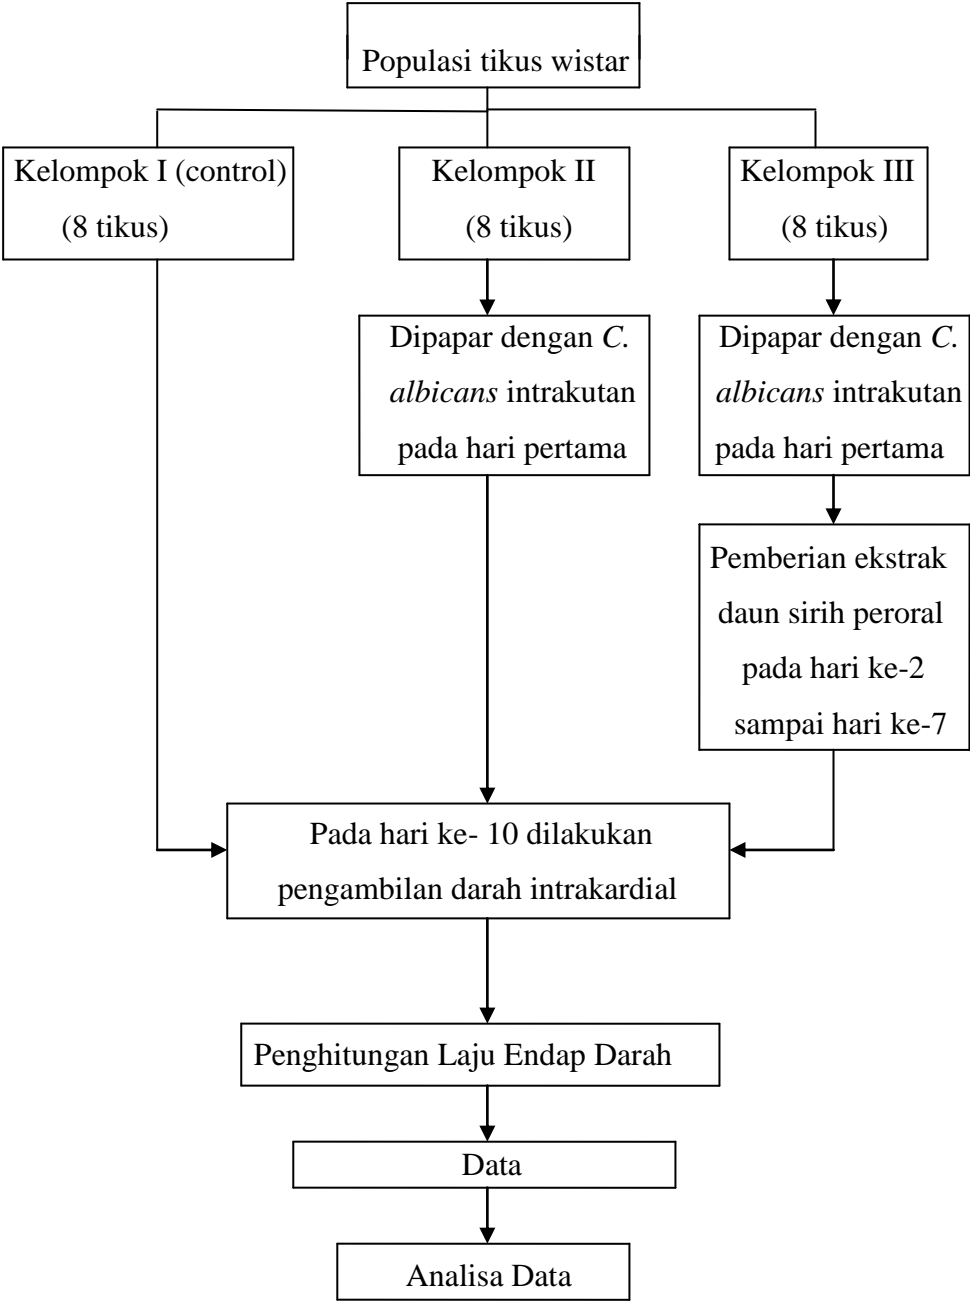 Populasi tikus wistar
Kelompok I (control)
(8 tikus)
Kelompok II
(8 tikus)
Kelompok III
(8 tikus)
Dipapar dengan C.
albicans intrakutan
pada hari pertama
Dipapar dengan C.
albicans intrakutan
pada hari pertama
Pemberian ekstrak
daun sirih peroral
pada hari ke-2
sampai hari ke-7
Pada hari ke- 10 dilakukan
pengambilan darah intrakardial
Penghitungan Laju Endap Darah
Data
Analisa Data